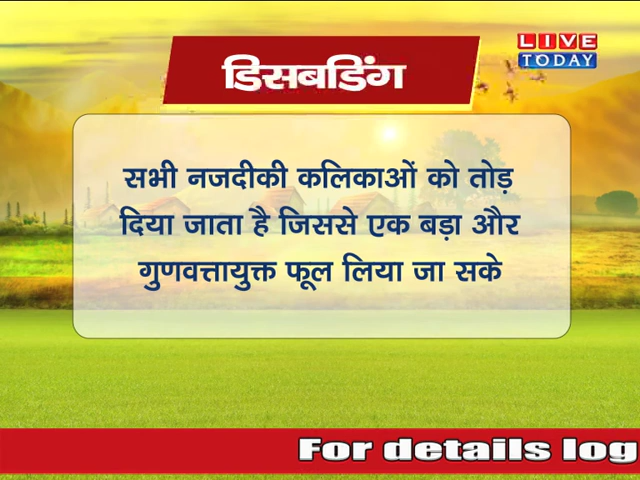 डिसबडिंग
LIVE
TODAY
सभी नजदीकी कलिकाओं को तोड़
दिया जाता है जिससे एक बड़ा और
गुणवत्तायुक्त फूल लिया जा सके
For details log